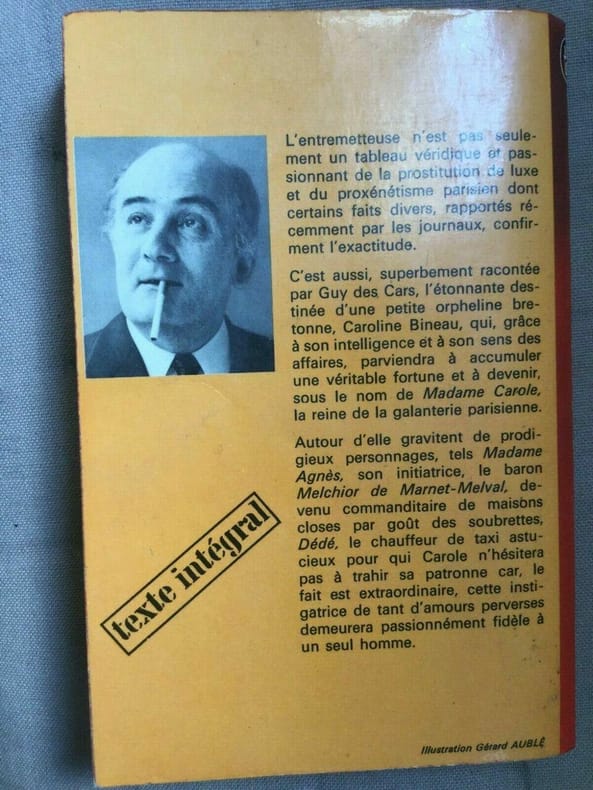 L'entremetteuse n'est pas seule-
ment un tableau véridique et pas-
sionnant de la prostitution de luxe
et du proxénétisme parisien dont
certains faits divers, rapportés ré-
cemment par les journaux, confir-
ment l'exactitude.
C'est aussi, superbement racontée
par Guy des Cars, l'étonnante des-
tinée d'une petite orpheline bre-
tonne, Caroline Bineau, qui, grâce
à son intelligence et à son sens des
affaires, parviendra à accumuler
une véritable fortune et à devenir,
sous le nom de Madame Carole,
la reine de la galanterie parisienne.
Autour d'elle gravitent de prodi-
gieux personnages, tels Madame
Agnès, son initiatrice, le baron
Melchior de Marnet-Melval, de-
venu commanditaire de maisons
closes par goût des soubrettes,
Dédé, le chauffeur de taxi astu-
cieux pour qui Carole n'hésitera
pas à trahir sa patronne car, le
fait est extraordinaire, cette insti-
gatrice de tant d'amours perverses
demeurera passionnément fidèle à
un seul homme.
texte intégral
Illustration Gérard AUBLÉ